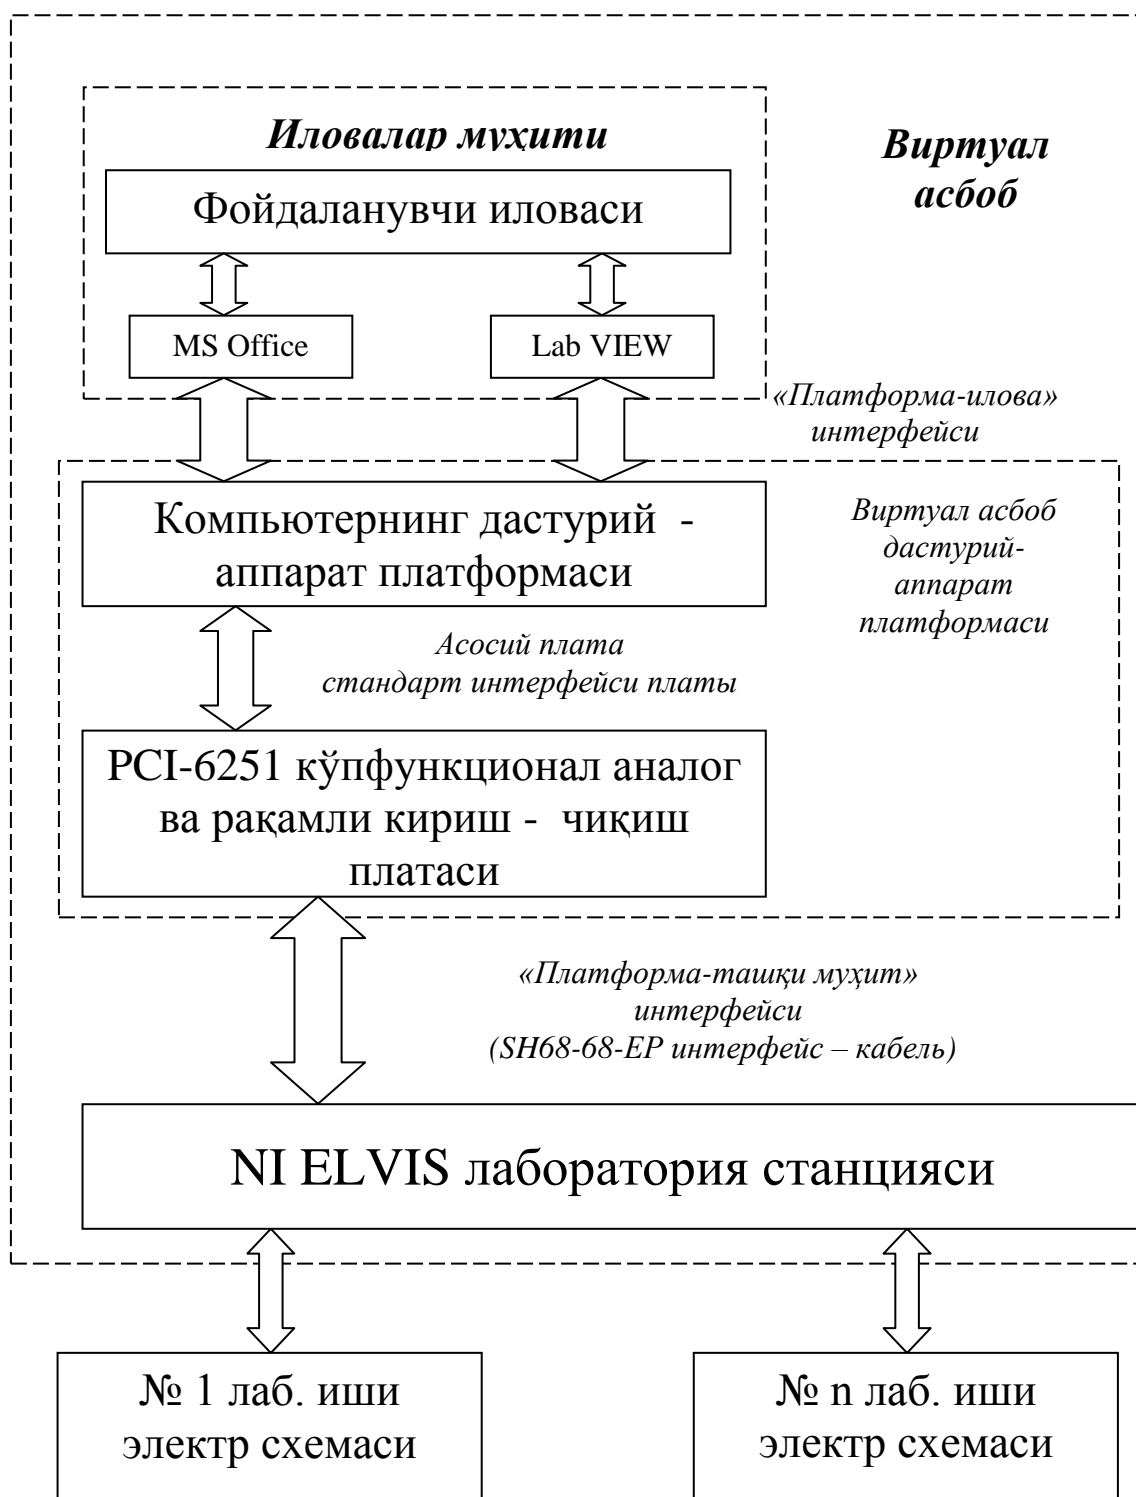 Иловалар муҳити
Виртуал
асбоб
Фойдаланувчи иловаси
MS Office
Lab VIEW
«Платформа-илова»
интерфейси
Компьютернинг дастурий  -
аппарат платформаси
Виртуал асбоб
дастурий-
аппарат
платформаси
Асосий плата
стандарт интерфейси платы
PCI-6251 кўпфункционал аналог
ва рақамли кириш -  чиқиш
платаси
«Платформа-ташқи муҳит»
интерфейси
(SH68-68-EP интерфейс – кабель)
NI ELVIS лаборатория станцияси
№ 1 лаб. иши
электр схемаси
№ n лаб. иши
электр схемаси